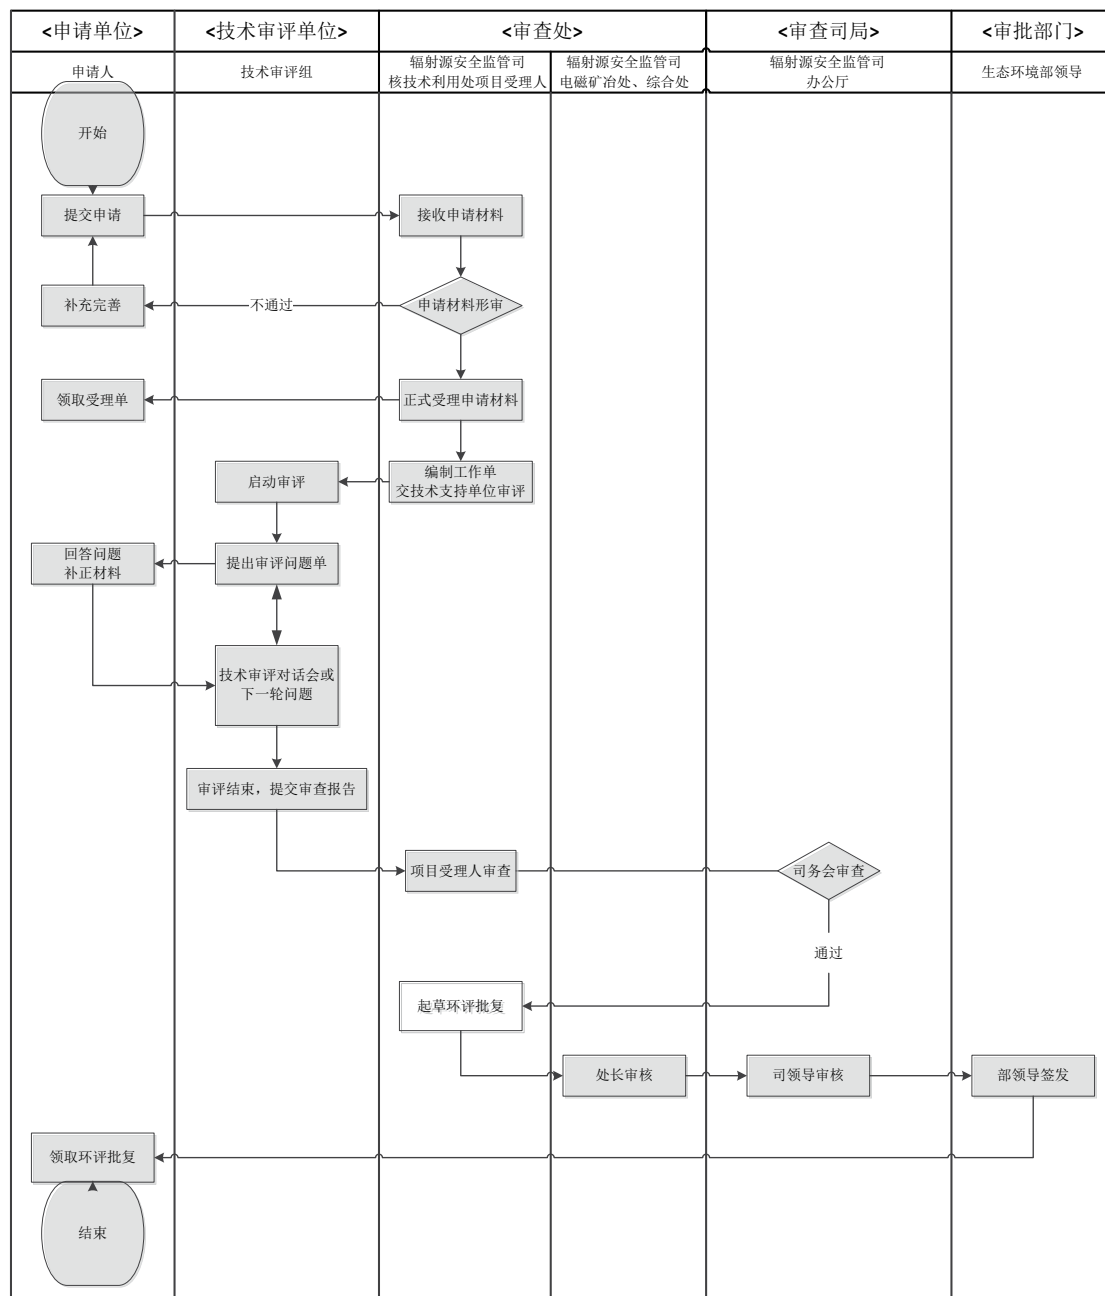 <申请单位>
<技术审评单位>
<审查处>
<审查司局>
<审批部门>
申请人
技术审评组
辐射源安全监管司
核技术利用处项目受理人
辐射源安全监管司
电磁矿冶处、综合处
辐射源安全监管司
办公厅
生态环境部领导
开始
提交申请
接收申请材料
补充完善
不通过
申请材料形审
领取受理单
正式受理申请材料
启动审评
编制工作单
交技术支持单位审评
回答问题
补正材料
提出审评问题单
技术审评对话会或
下一轮问题
审评结束，提交审查报告
项目受理人审查
司务会审查
通过
起草环评批复
处长审核
司领导审核
部领导签发
领取环评批复
结束